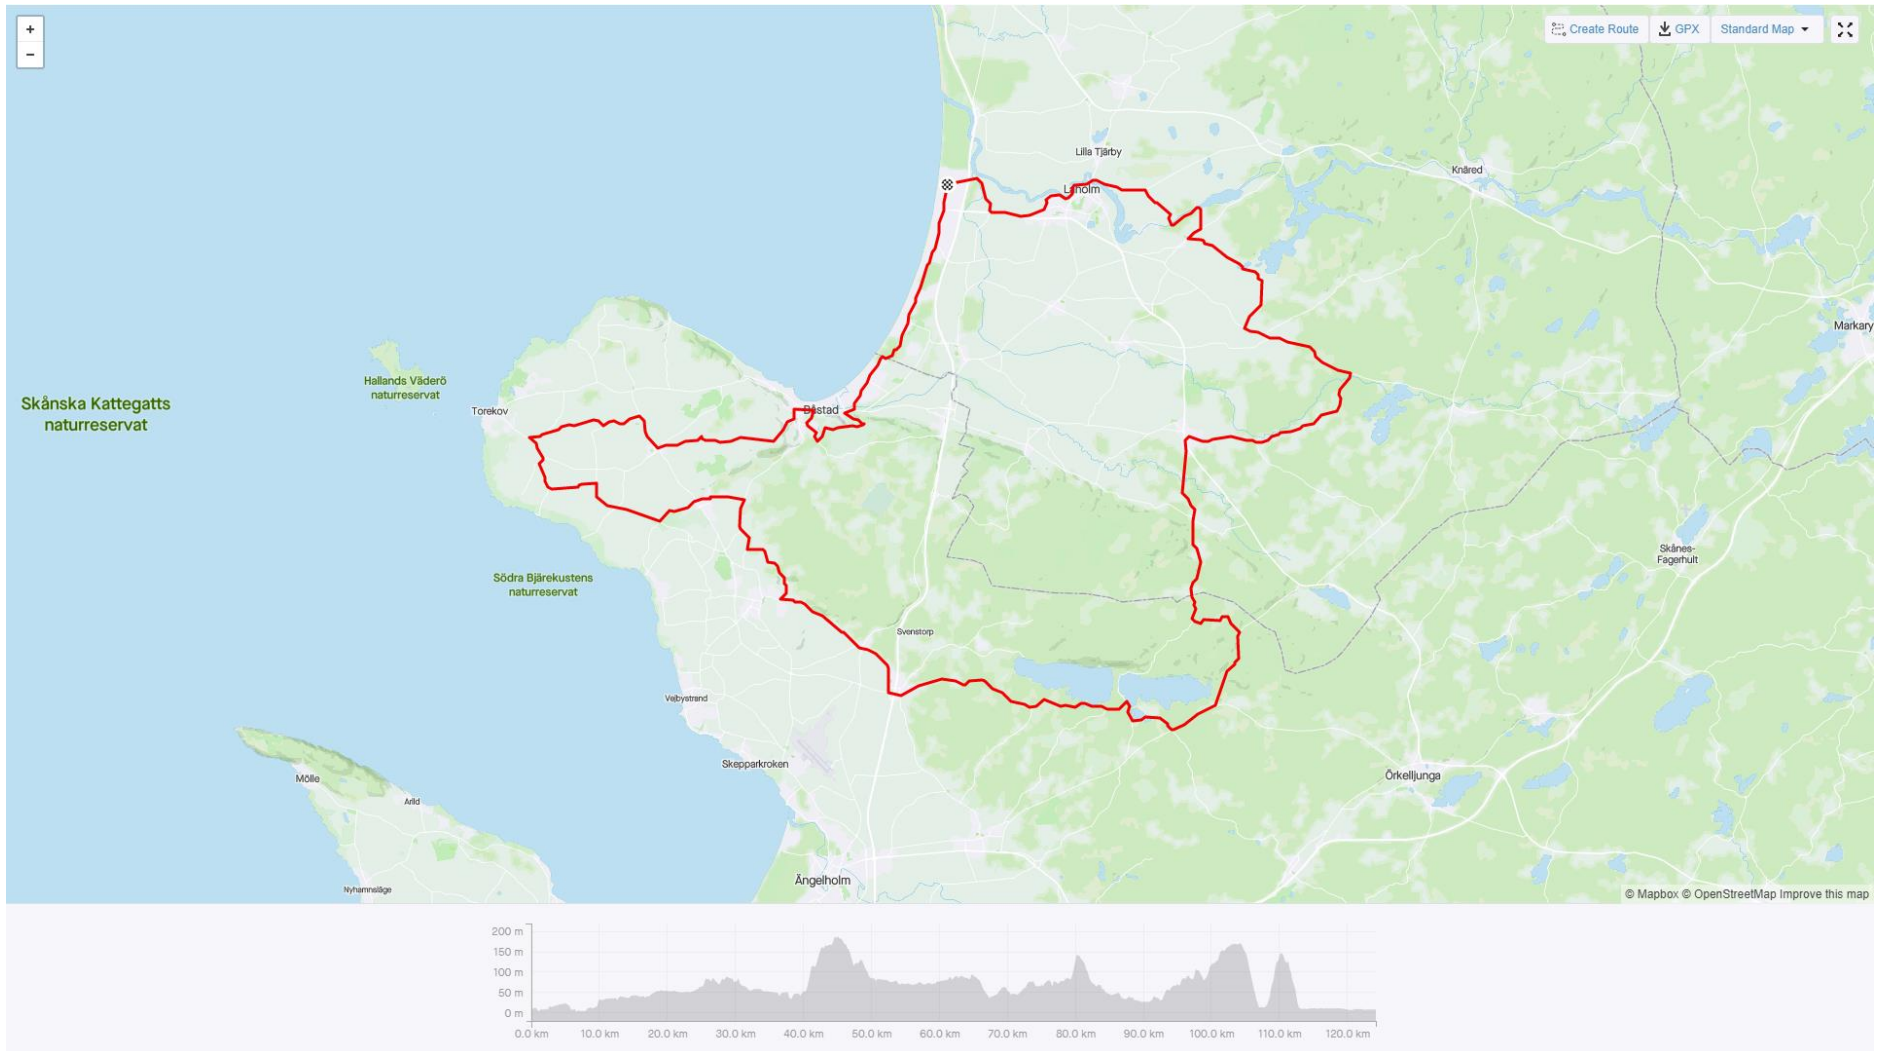 +
−
Create Route
GPX
Standard Map
Lilla Tjärby
Knäred
Laholm
Markary
Hallands Väderö
naturreservat
Skånska Kattegatts
naturreservat
Torekov
Båstad
Skånes-
Fagerhult
Södra Bjärekustens
naturreservat
Svenstorp
Vejbystrand
Skepparkroken
Mölle
Arild
Örkelljunga
Ängelholm
Nyhamnsläge
© Mapbox © OpenStreetMap Improve this map
200 m
150 m
100 m
50 m
0 m
0.0 km 10.0 km 20.0 km 30.0 km 40.0 km 50.0 km 60.0 km 70.0 km 80.0 km 90.0 km 100.0 km 110.0 km 120.0 km